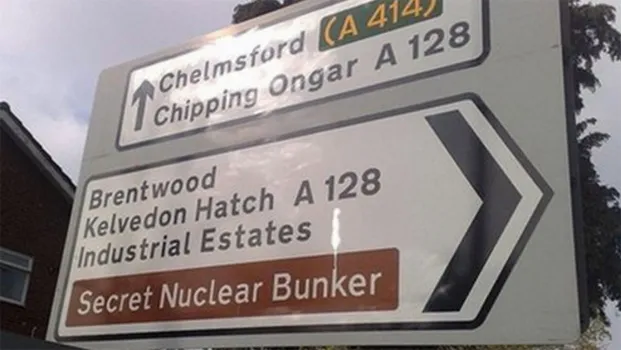 Chelmsford (A 414)
Chipping Ongar A 128
Brentwood
Kelvedon Hatch A 128
Industrial Estates
Secret Nuclear Bunker